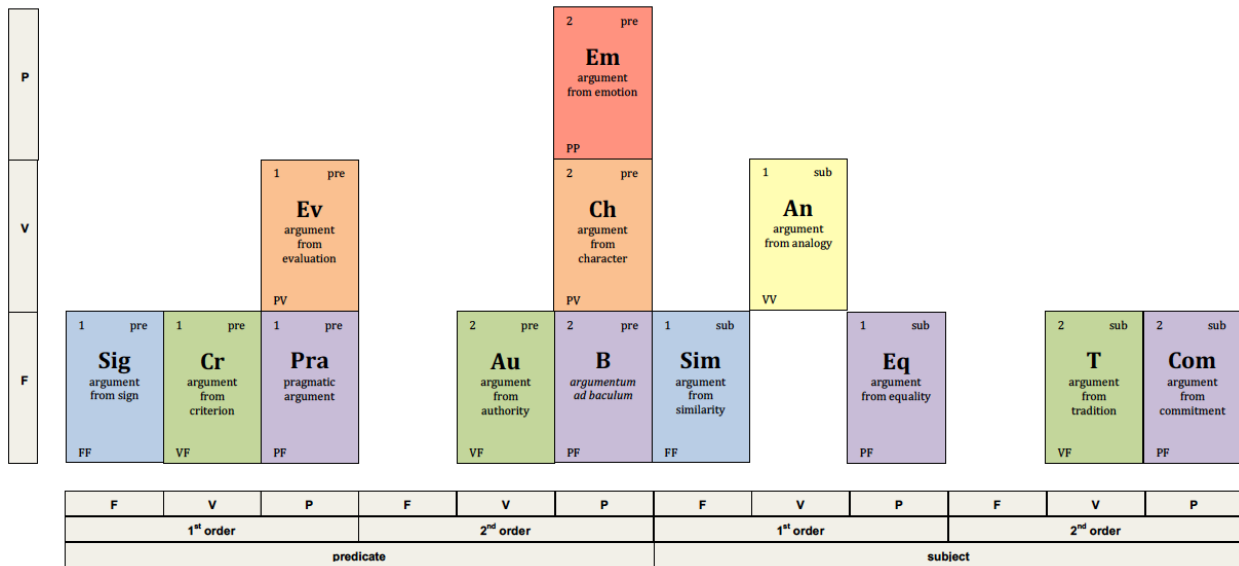 P
2 pre
Em
argument
from emotion
PP
V
1 pre
Ev
argument
from
evaluation
PV
2 pre
Ch
argument
from
character
PV
1 sub
An
argument
from analogy
VV
F
1 pre
Sig
argument
from sign
FF
1 pre
Cr
argument
from
criterion
VF
1 pre
Pra
pragmatic
argument
PF
2 pre
Au
argument
from
authority
VF
2 pre
B
argumentum
ad baculum
PF
1 sub
Sim
argument
from
similarity
FF
1 sub
Eq
argument
from equality
PF
2 sub
T
argument
from
tradition
VF
2 sub
Com
argument
from
commitment
PF
F V P F V P F V P F V P
1st order 2nd order 1st order 2nd order
predicate subject